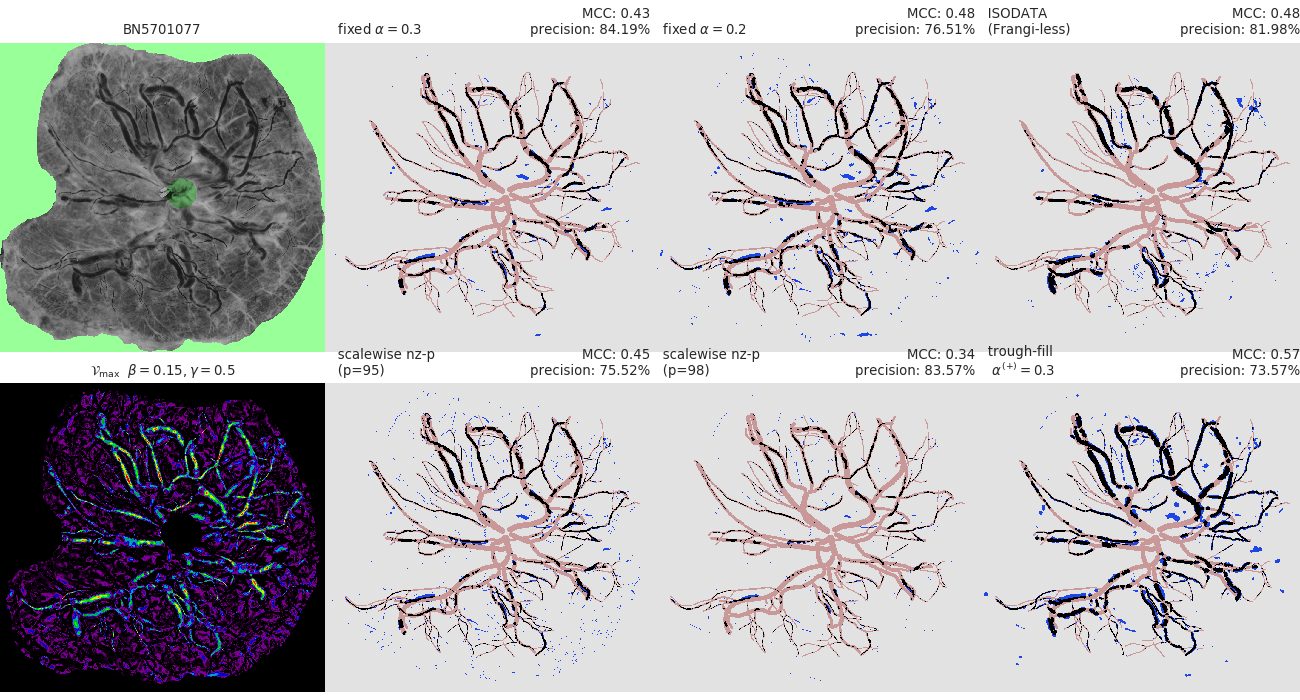 BN5701077
fixed α = 0.3
MCC: 0.43
precision: 84.19%
fixed α = 0.2
MCC: 0.48
precision: 76.51%
ISODATA
(Frangi-less)
MCC: 0.48
precision: 81.98%
𝒱max β = 0.15, γ = 0.5
scalewise nz-p
(p=95)
MCC: 0.45
precision: 75.52%
scalewise nz-p
(p=98)
MCC: 0.34
precision: 83.57%
trough-fill
α(+) = 0.3
MCC: 0.57
precision: 73.57%